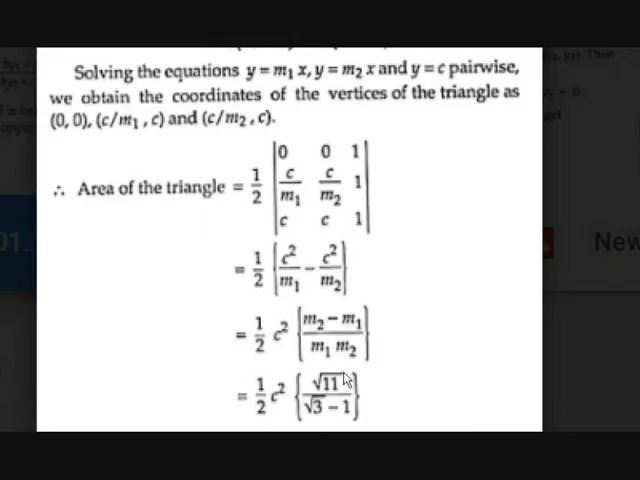 Solving the equations y = m₁ x, y = m₂ x and y = c pairwise,
we obtain the coordinates of the vertices of the triangle as
(0, 0), (c/m₁ , c) and (c/m₂ , c).
∴ Area of the triangle = 1/2 | 0 0 1 |
| c/m₁ c/m₂ 1 |
| c c 1 |
= 1/2 | c²/m₁ − c²/m₂ |
= 1/2 c² { m₂ − m₁ / m₁ m₂ }
= 1/2 c² { √11 / √3 − 1 }
01.
New
Then